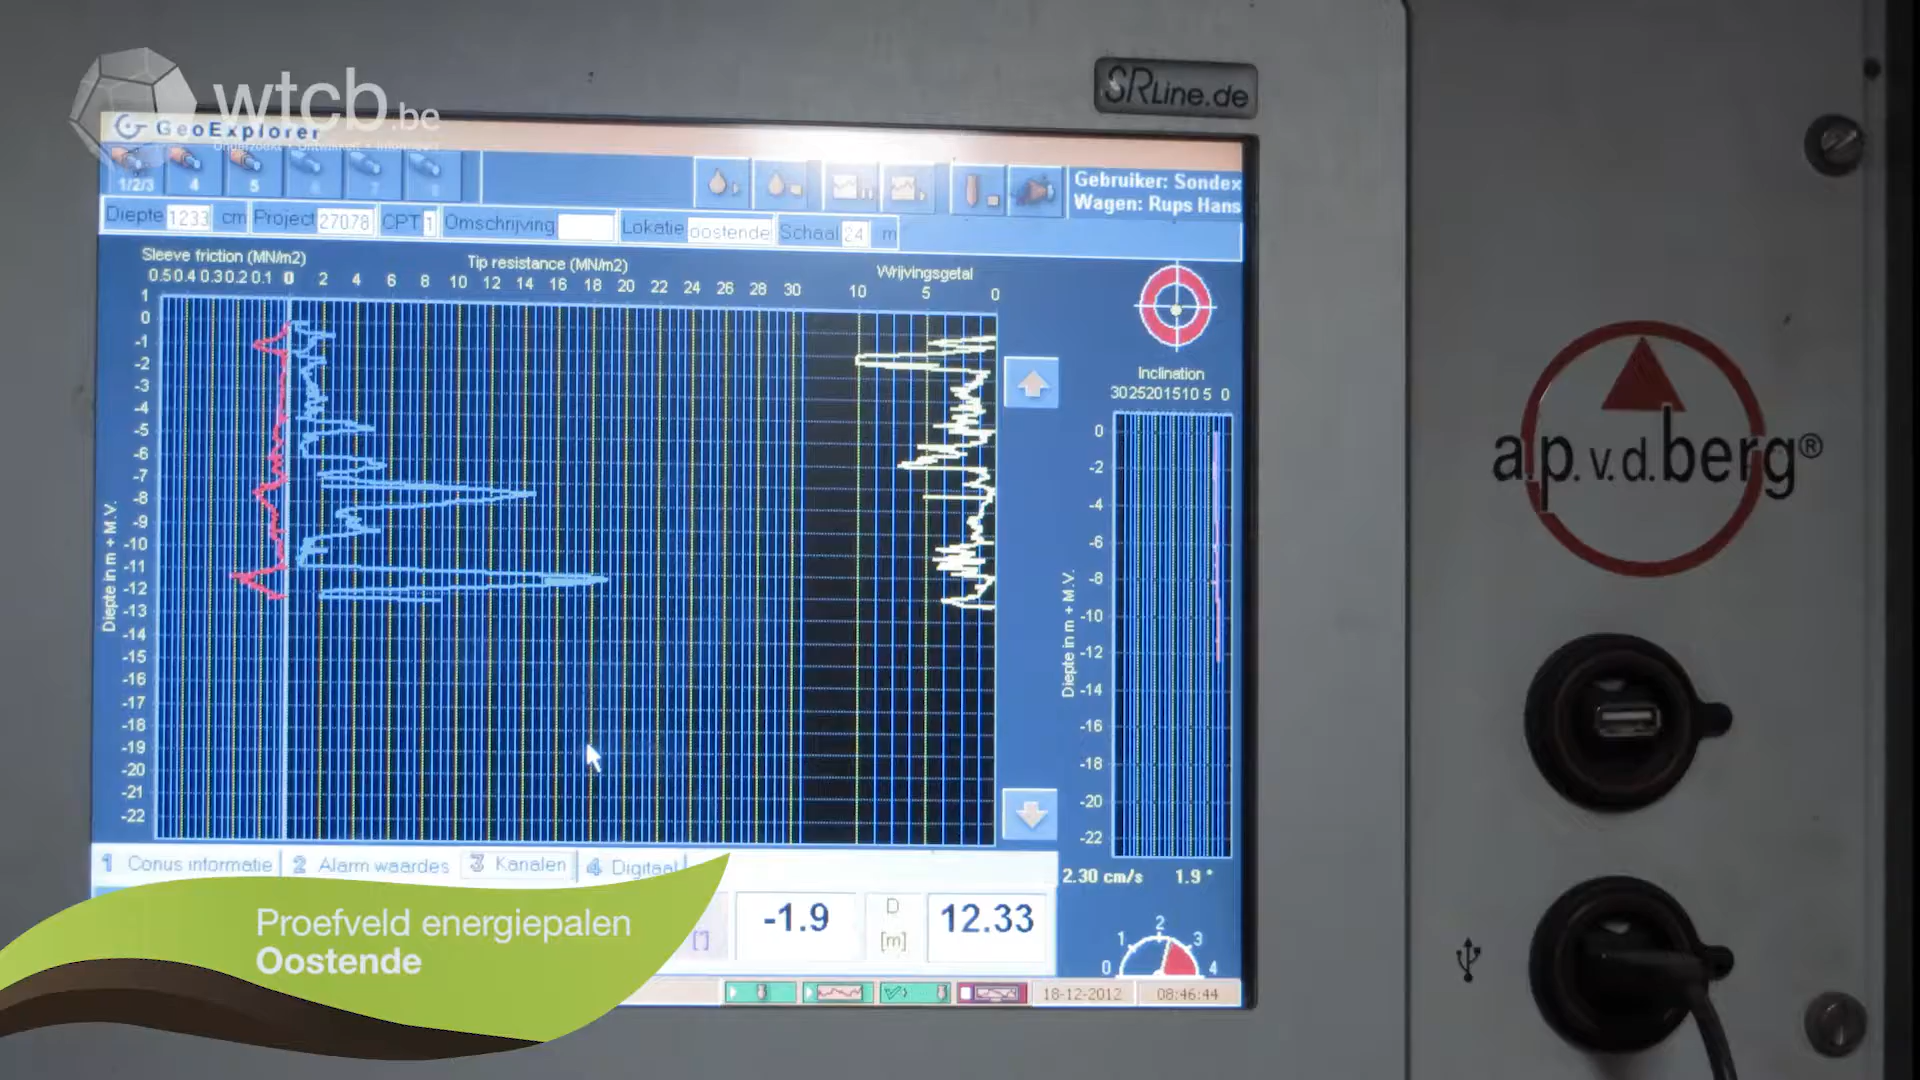 wtcb.be
Onderzoekt • Ontwikkelt • Informeert
SRLine.de
GeoExplorer
1/2/3 4 5 6 7 8
Gebruiker: Sondex
Wagen: Rups Hans
Diepte 1233 cm Project 27078 CPT 1 Omschrijving Lokatie oostende Schaal 24 m
Sleeve friction (MN/m2) Tip resistance (MN/m2) Wrijvingsgetal
0.5 0.4 0.3 0.2 0.1 0 2 4 6 8 10 12 14 16 18 20 22 24 26 28 30 10 5 0
1
0
-1
-2
-3
-4
-5
-6
-7
-8
-9
-10
-11
-12
-13
-14
-15
-16
-17
-18
-19
-20
-21
-22
Diepte in m + M.V.
Inclination
30 25 20 15 10 5 0
0
-2
-4
-6
-8
-10
-12
-14
-16
-18
-20
-22
Diepte in m + M.V.
a.p. v.d. berg®
1 Conus informatie 2 Alarm waardes 3 Kanalen 4 Digitaal
2.30 cm/s 1.9 °
-1.9 D [m] 12.33
0 1 2 3 4
18-12-2012 08:46:44
Proefveld energiepalen
Oostende